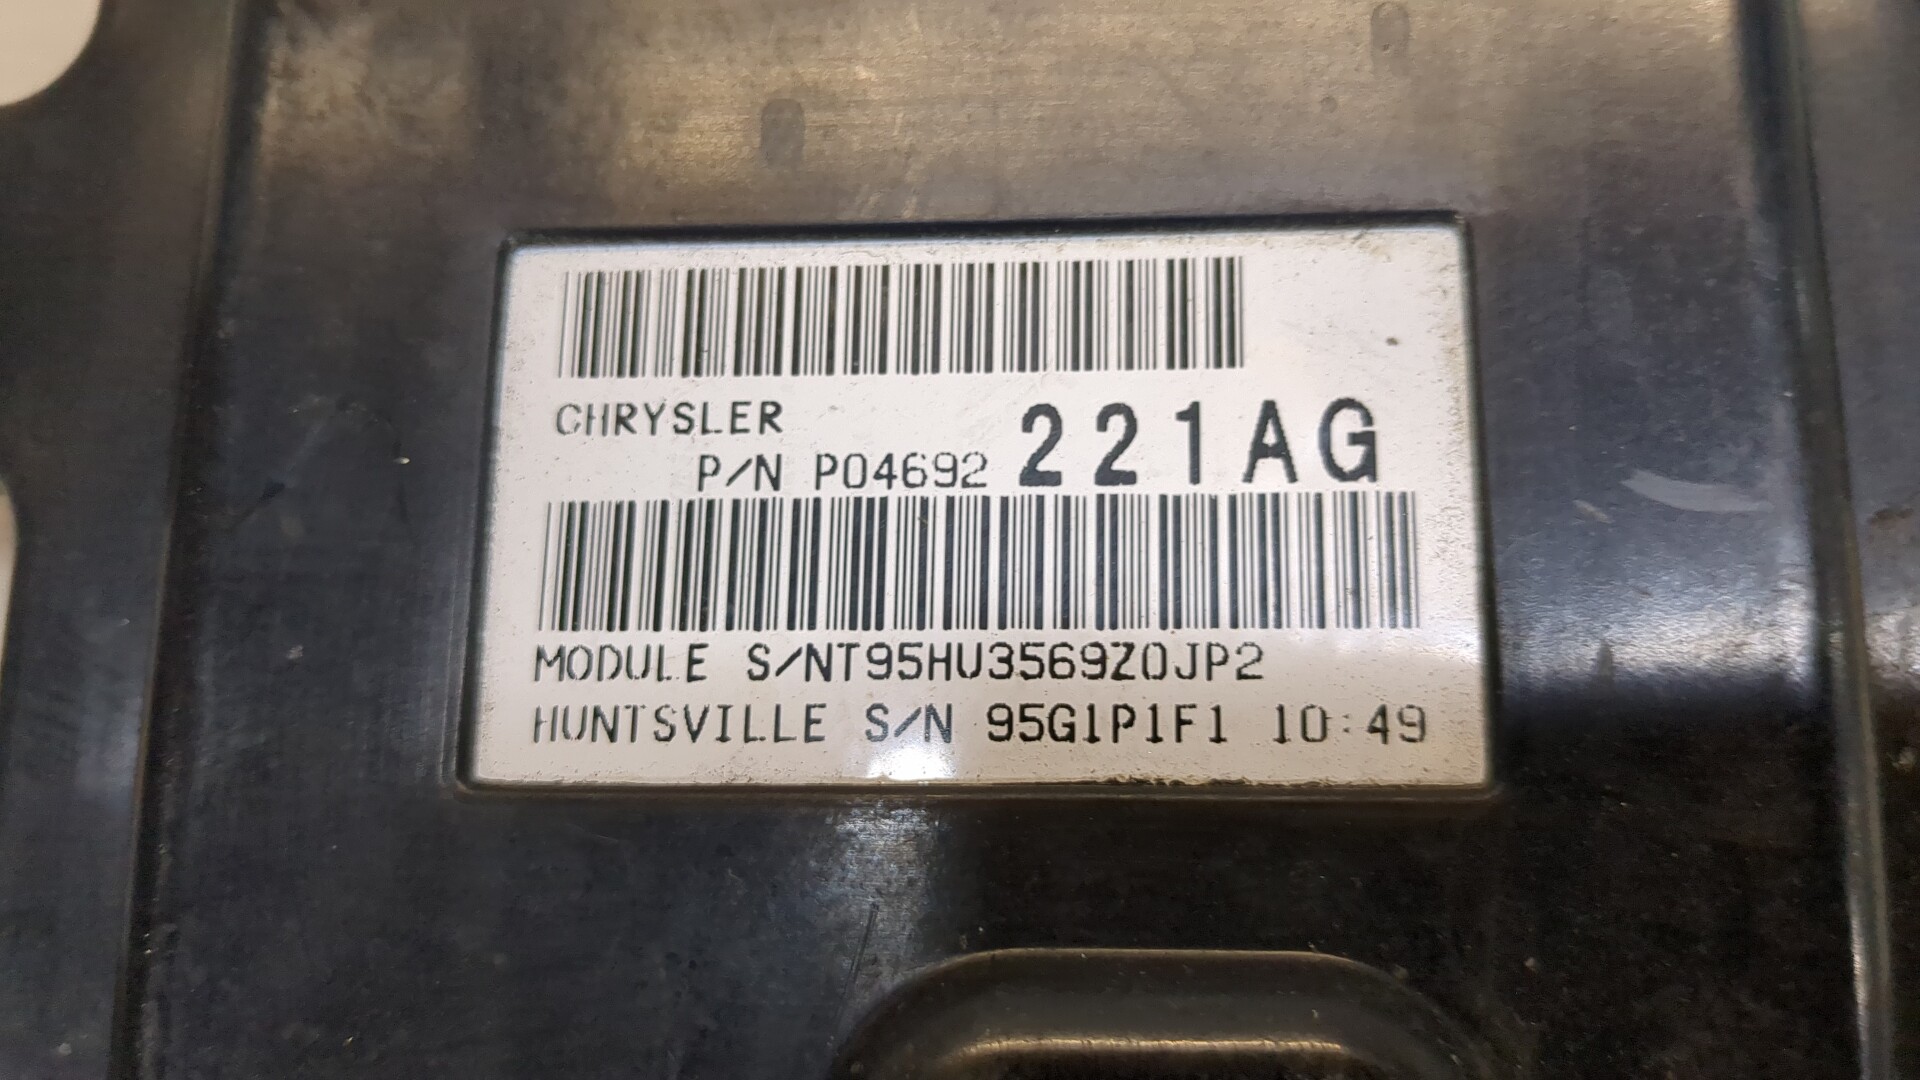 CHRYSLER
P/N P04692 221AG
MODULE S/NT95HU3569Z0JP2
HUNTSVILLE S/N 95G1P1F1 10:49